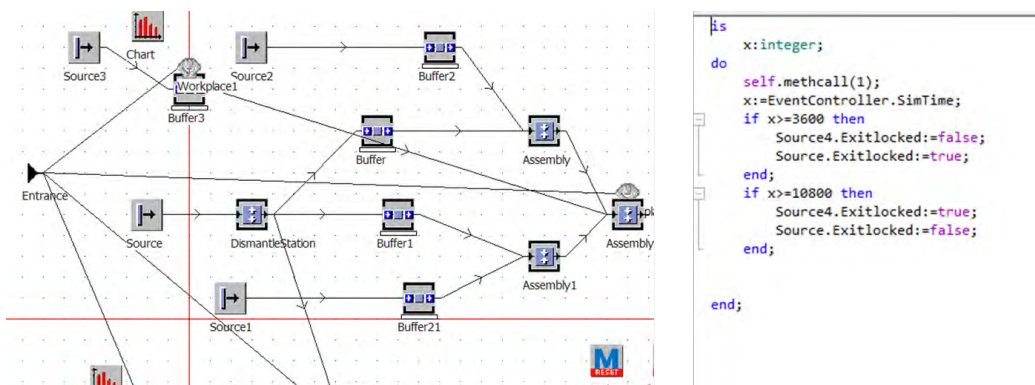 Chart
Source3
Source2
Buffer2
Workplace1
Buffer3
Buffer
Assembly
Entrance
Source
DismantleStation
Buffer1
Assembly
Assembly1
Source1
Buffer21
M
RESET
is
x:integer;
do
self.methcall(1);
x:=EventController.SimTime;
if x>=3600 then
Source4.Exitlocked:=false;
Source.Exitlocked:=true;
end;
if x>=10800 then
Source4.Exitlocked:=true;
Source.Exitlocked:=false;
end;
end;